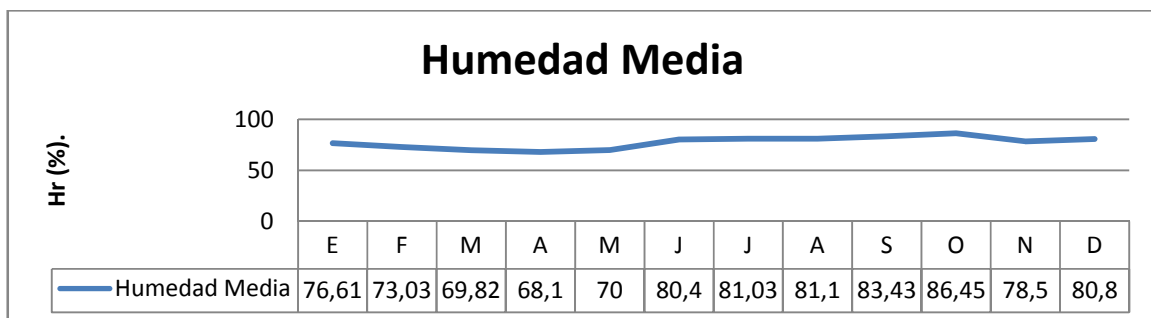 Humedad Media
Hr (%).
100
50
0
E F M A M J J A S O N D
Humedad Media 76,61 73,03 69,82 68,1 70 80,4 81,03 81,1 83,43 86,45 78,5 80,8